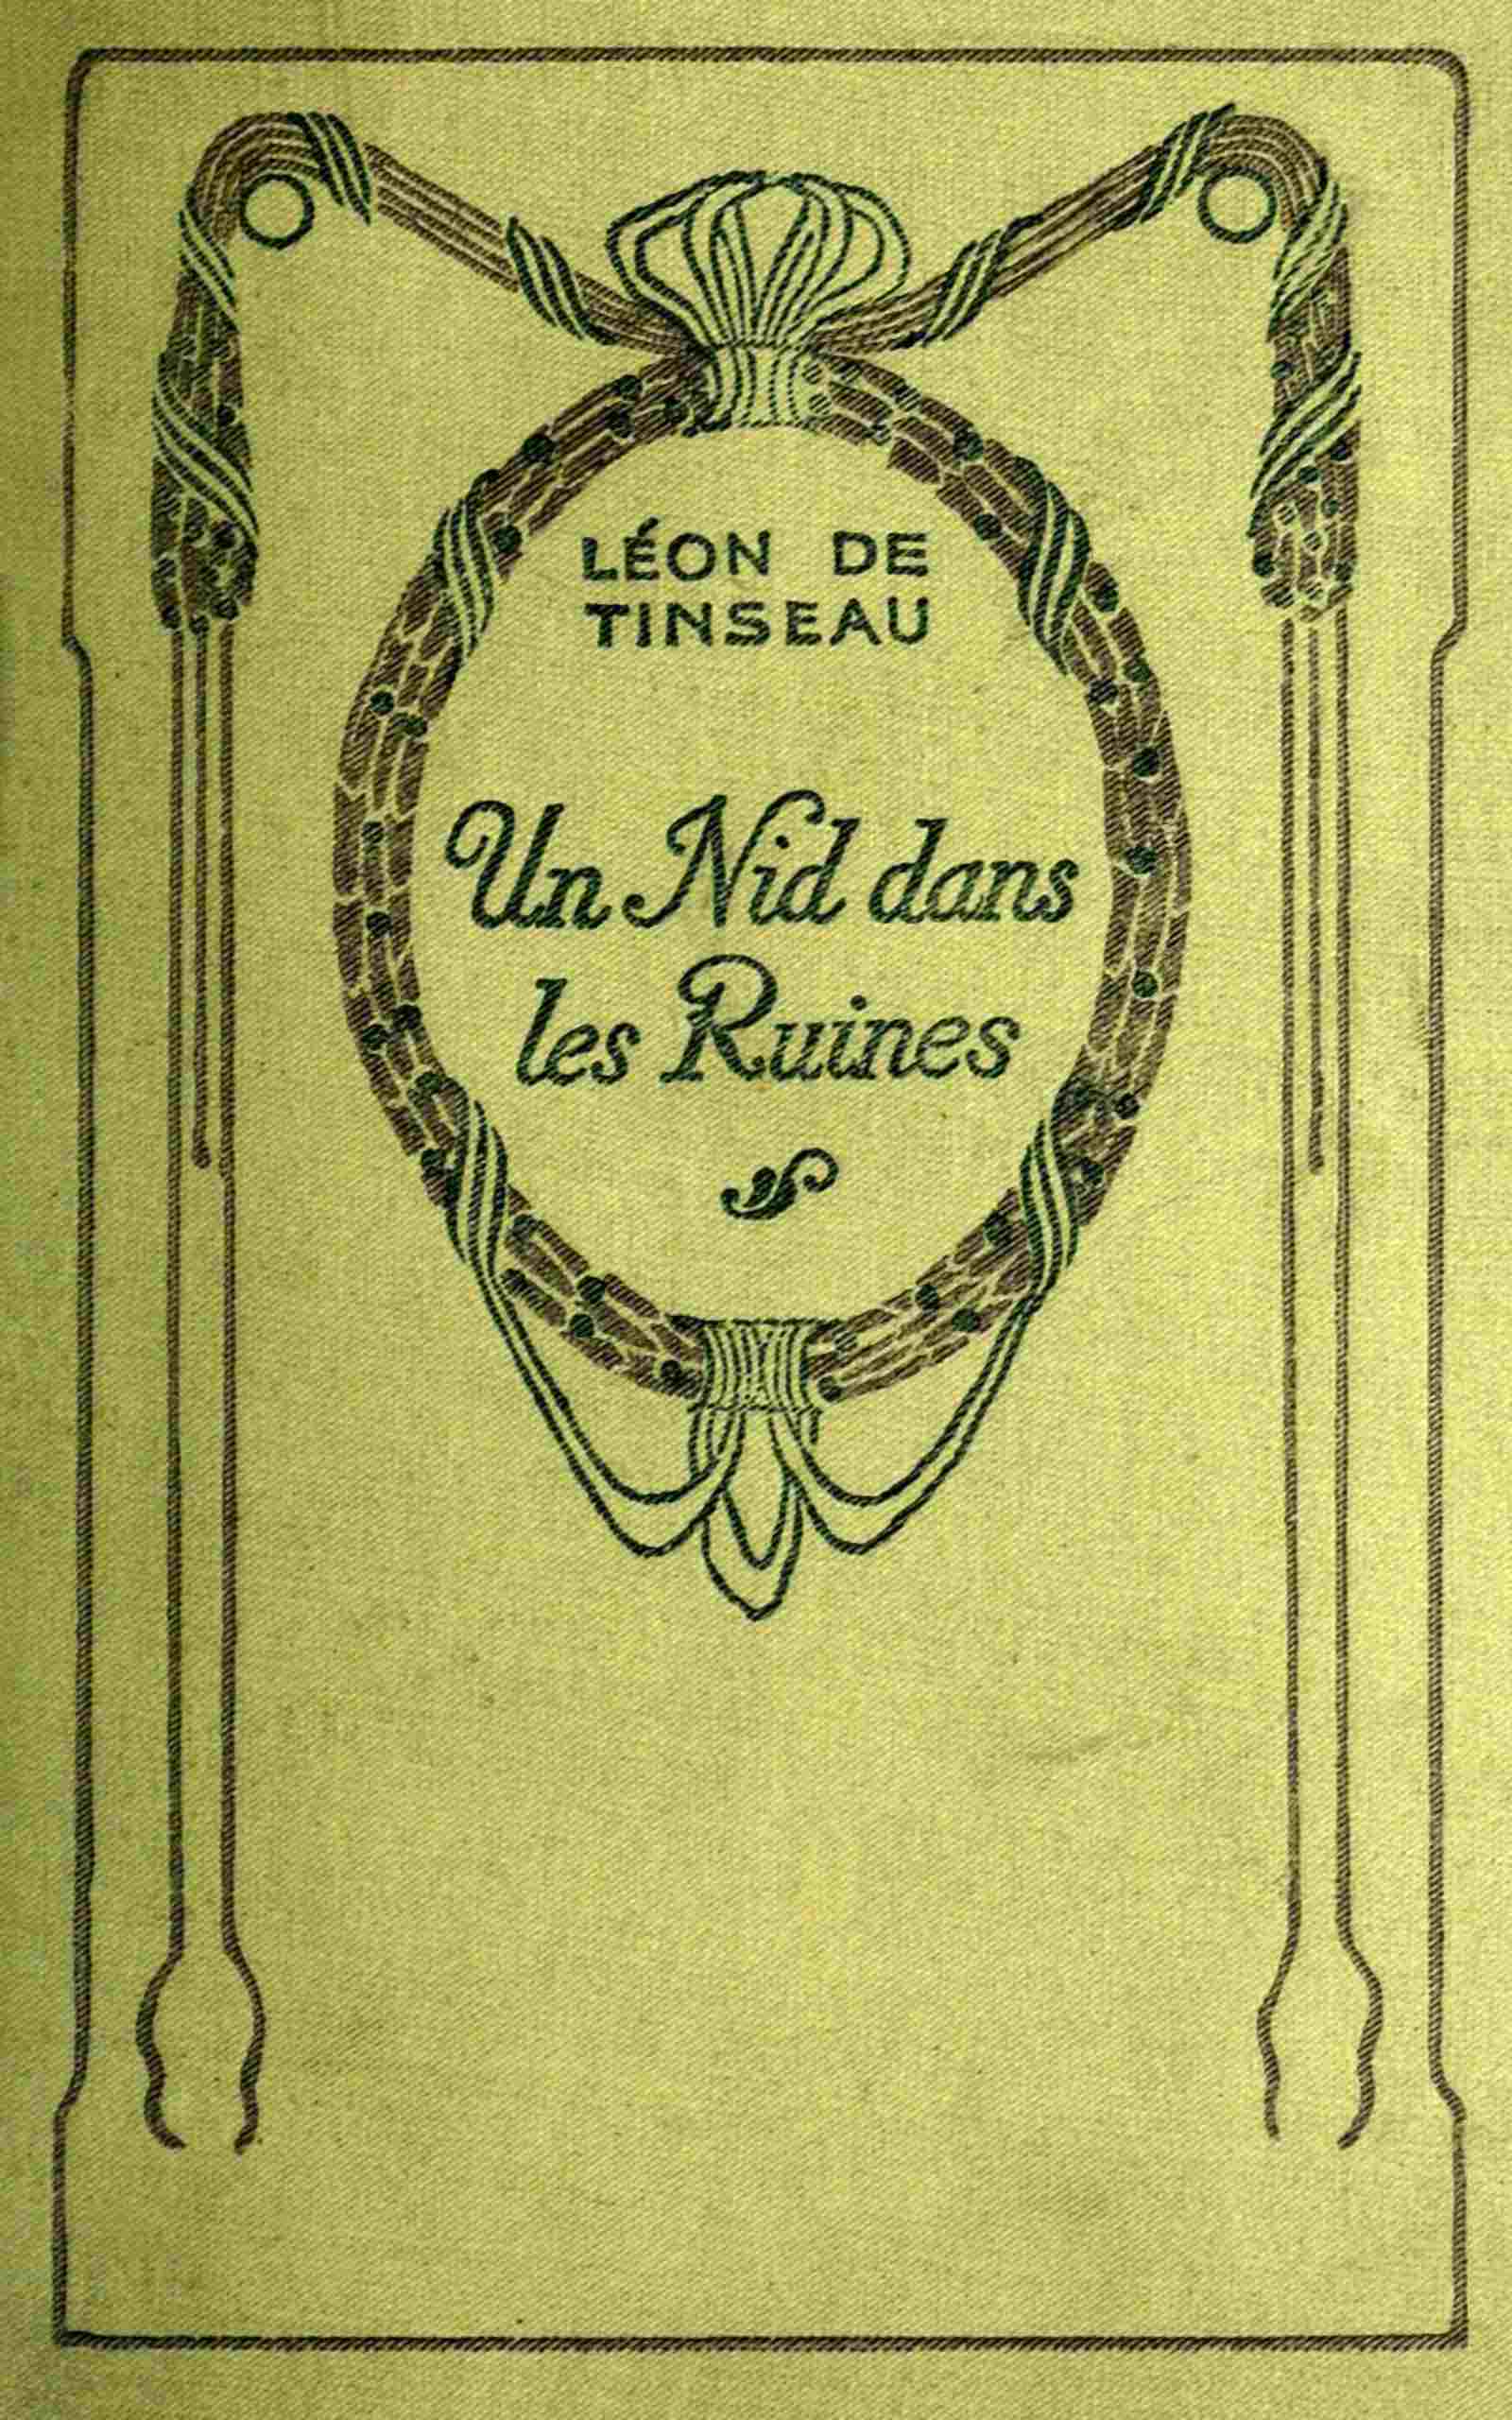 LÉON DE
TINSEAU
Un Nid dans
les Ruines